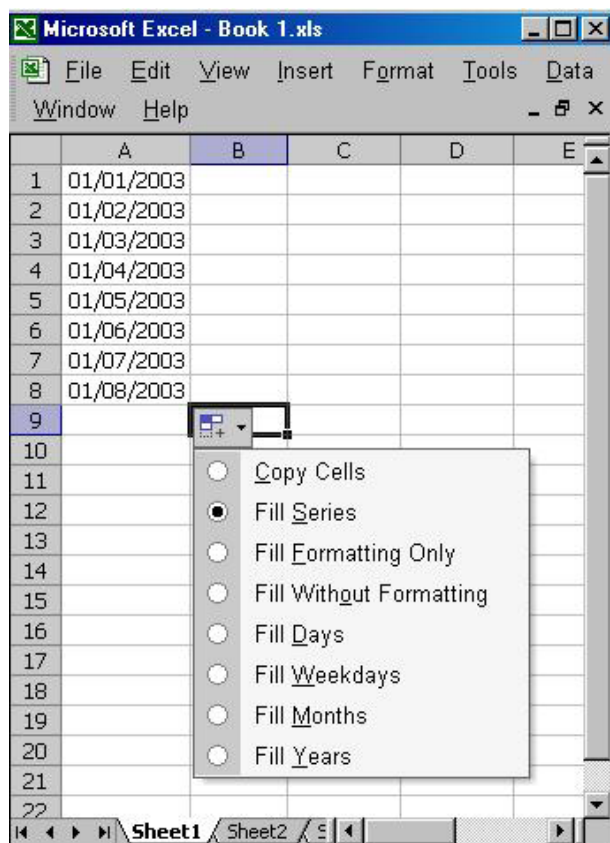 Microsoft Excel - Book 1.xls
File Edit View Insert Format Tools Data
Window Help
A B C D E
1 01/01/2003
2 01/02/2003
3 01/03/2003
4 01/04/2003
5 01/05/2003
6 01/06/2003
7 01/07/2003
8 01/08/2003
9
10
11 Copy Cells
12 Fill Series
13 Fill Formatting Only
14
15 Fill Without Formatting
16 Fill Days
17 Fill Weekdays
18
19 Fill Months
20 Fill Years
21
22
Sheet1 Sheet2 S